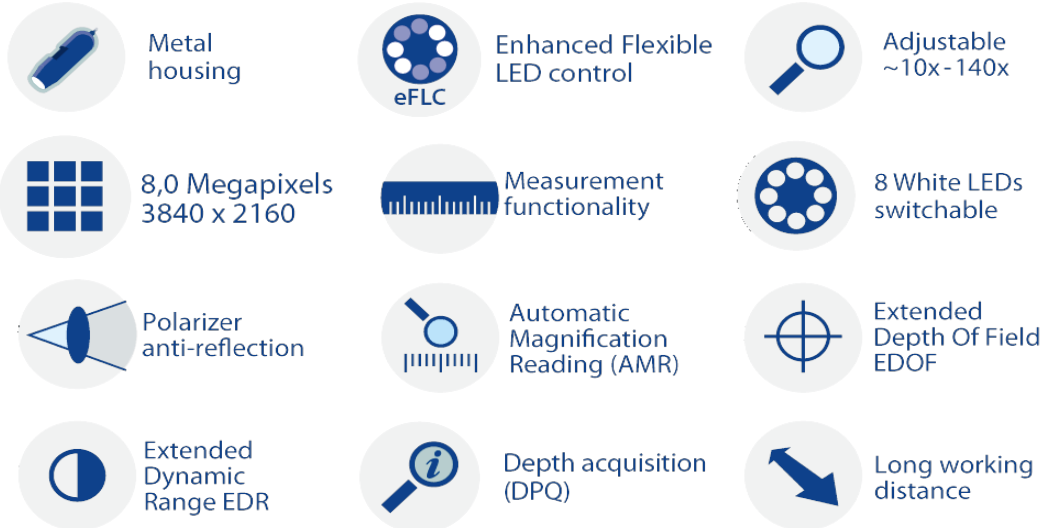 Metal
housing
eFLC
Enhanced Flexible
LED control
Adjustable
~10x-140x
8,0 Megapixels
3840 x 2160
Measurement
functionality
8 White LEDs
switchable
Polarizer
anti-reflection
Automatic
Magnification
Reading (AMR)
Extended
Depth Of Field
EDOF
Extended
Dynamic
Range EDR
i
Depth acquisition
(DPQ)
Long working
distance